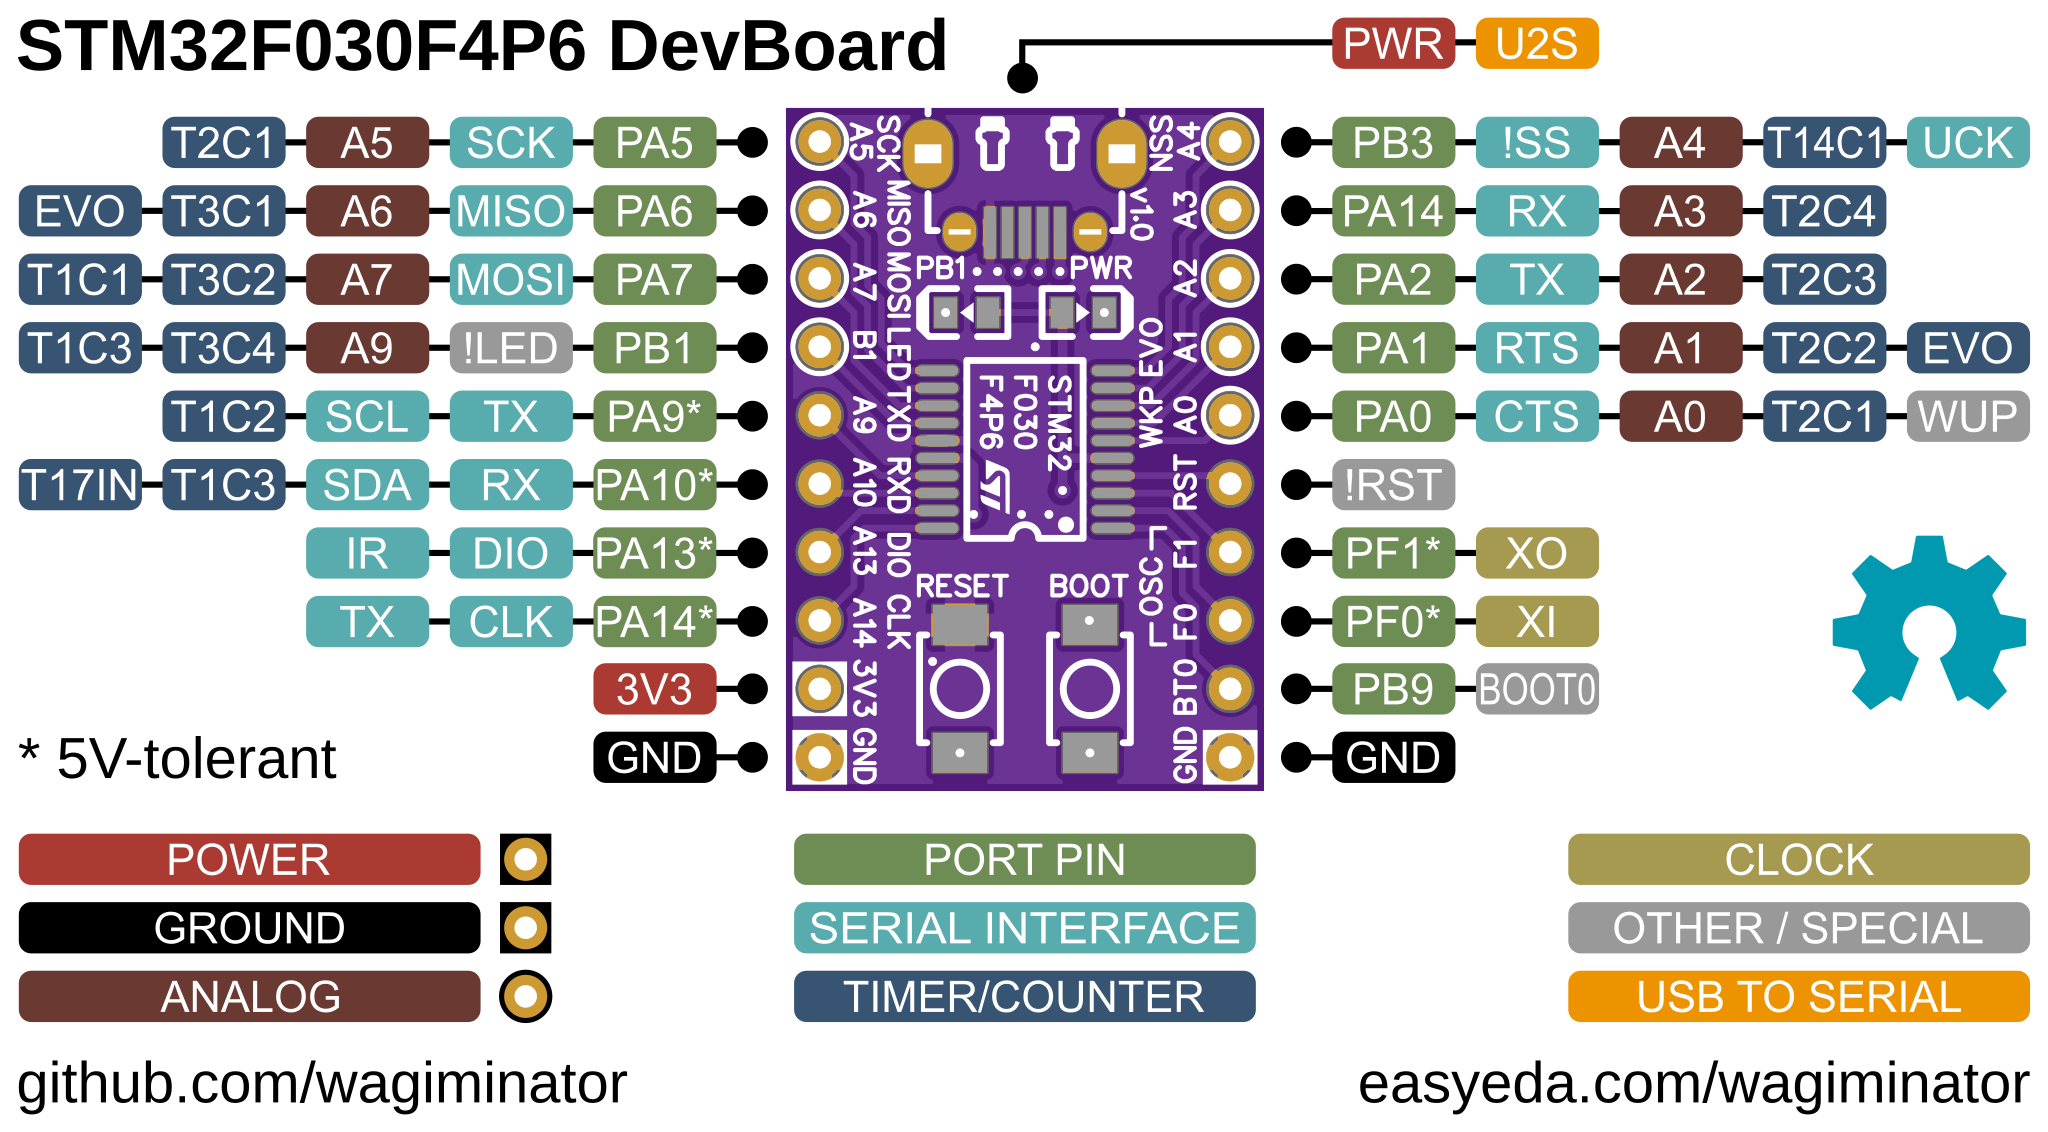 STM32F030F4P6 DevBoard
PWR U2S
T2C1 A5 SCK PA5
EVO T3C1 A6 MISO PA6
T1C1 T3C2 A7 MOSI PA7
T1C3 T3C4 A9 !LED PB1
T1C2 SCL TX PA9*
T17IN T1C3 SDA RX PA10*
IR DIO PA13*
TX CLK PA14*
3V3
GND
* 5V-tolerant
A5 SCK
A6 MISO
A7 MOSI
B1 LED
A9 TXD
A10 RXD
A13 DIO
A14 CLK
3V3
GND
v1.0
PB1 PWR
STM32
F030
F4P6
ST
RESET BOOT
NSS A4
A3
A2
EVO A1
WKP A0
RST
OSC
F1
F0
BT0
GND
PB3 !SS A4 T14C1 UCK
PA14 RX A3 T2C4
PA2 TX A2 T2C3
PA1 RTS A1 T2C2 EVO
PA0 CTS A0 T2C1 WUP
!RST
PF1* XO
PF0* XI
PB9 BOOT0
GND
POWER
GROUND
ANALOG
PORT PIN
SERIAL INTERFACE
TIMER/COUNTER
CLOCK
OTHER / SPECIAL
USB TO SERIAL
github.com/wagiminator
easyeda.com/wagiminator